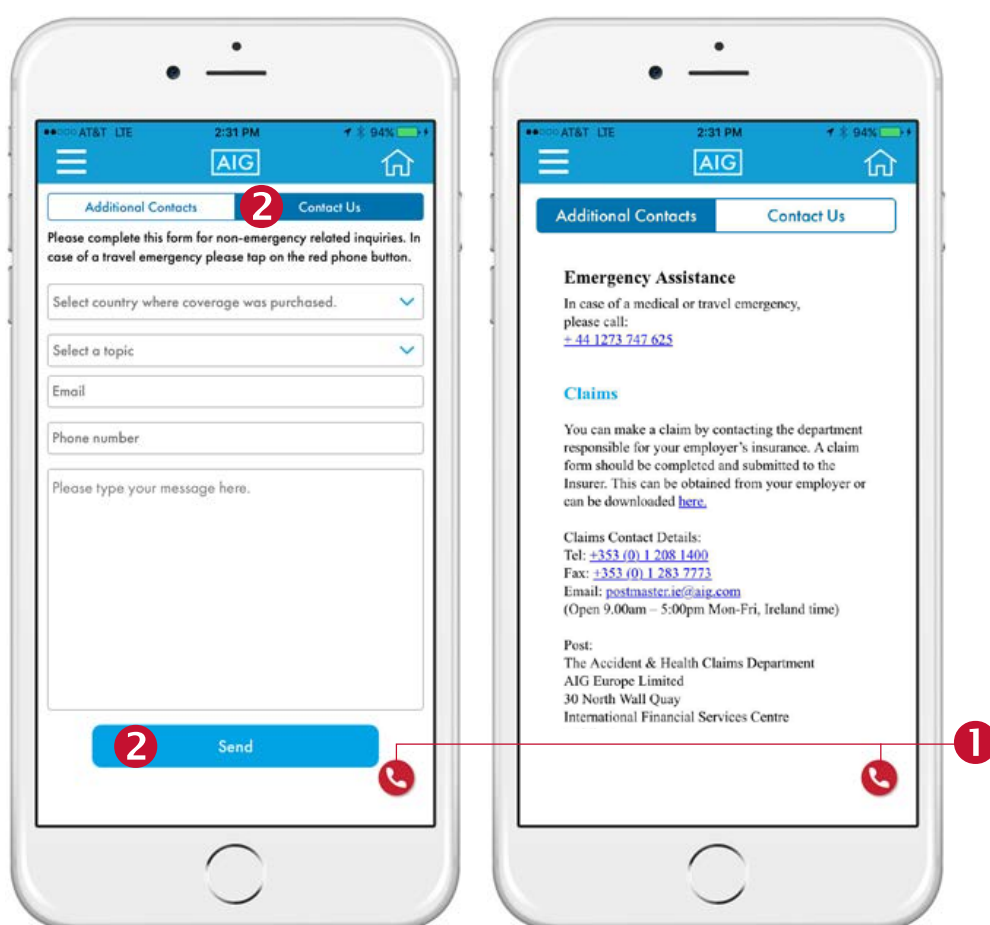 AT&T LTE 2:31 PM 94%
AIG
Additional Contacts 2 Contact Us
Please complete this form for non-emergency related inquiries. In
case of a travel emergency please tap on the red phone button.
Select country where coverage was purchased.
Select a topic
Email
Phone number
Please type your message here.
2 Send
AT&T LTE 2:31 PM 94%
AIG
Additional Contacts Contact Us
Emergency Assistance
In case of a medical or travel emergency,
please call:
+ 44 1273 747 625
Claims
You can make a claim by contacting the department
responsible for your employer's insurance. A claim
form should be completed and submitted to the
Insurer. This can be obtained from your employer or
can be downloaded here.
Claims Contact Details:
Tel: +353 (0) 1 208 1400
Fax: +353 (0) 1 283 7773
Email: postmaster.ie@aig.com
(Open 9.00am – 5:00pm Mon-Fri, Ireland time)
Post:
The Accident & Health Claims Department
AIG Europe Limited
30 North Wall Quay
International Financial Services Centre
1